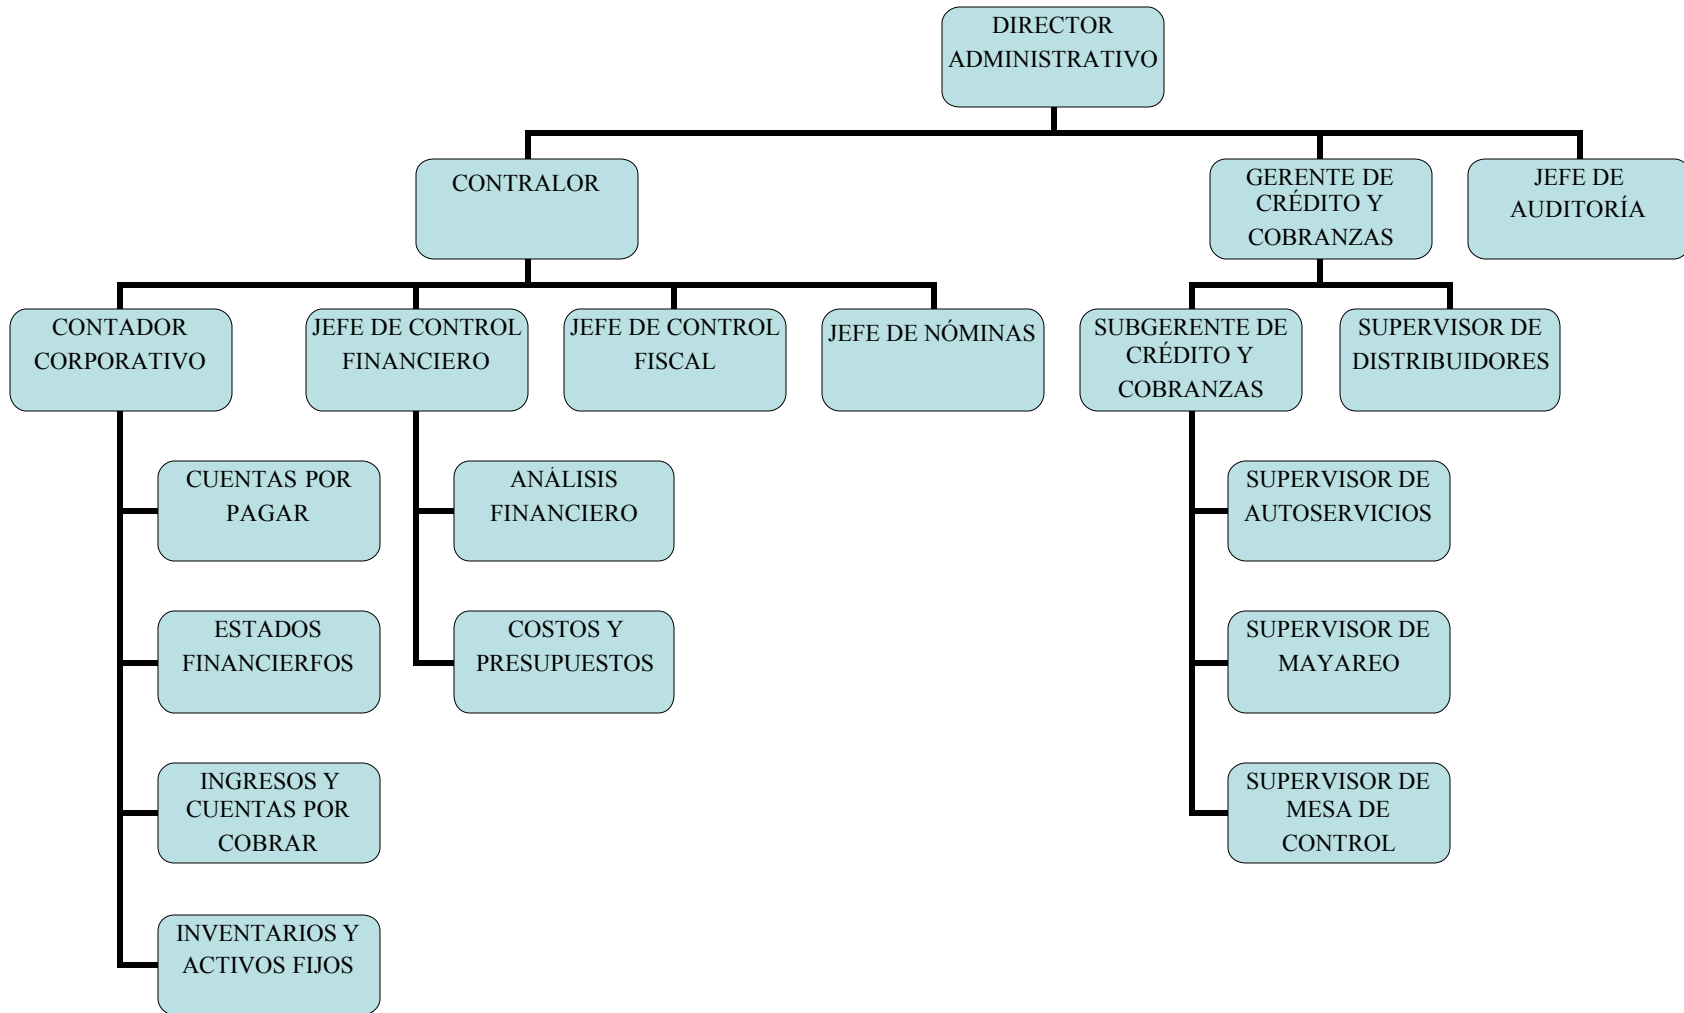 DIRECTOR
ADMINISTRATIVO
CONTRALOR
GERENTE DE
CRÉDITO Y
COBRANZAS
JEFE DE
AUDITORÍA
CONTADOR
CORPORATIVO
JEFE DE CONTROL
FINANCIERO
JEFE DE CONTROL
FISCAL
JEFE DE NÓMINAS
SUBGERENTE DE
CRÉDITO Y
COBRANZAS
SUPERVISOR DE
DISTRIBUIDORES
CUENTAS POR
PAGAR
ANÁLISIS
FINANCIERO
SUPERVISOR DE
AUTOSERVICIOS
ESTADOS
FINANCIERFOS
COSTOS Y
PRESUPUESTOS
SUPERVISOR DE
MAYAREO
INGRESOS Y
CUENTAS POR
COBRAR
SUPERVISOR DE
MESA DE
CONTROL
INVENTARIOS Y
ACTIVOS FIJOS